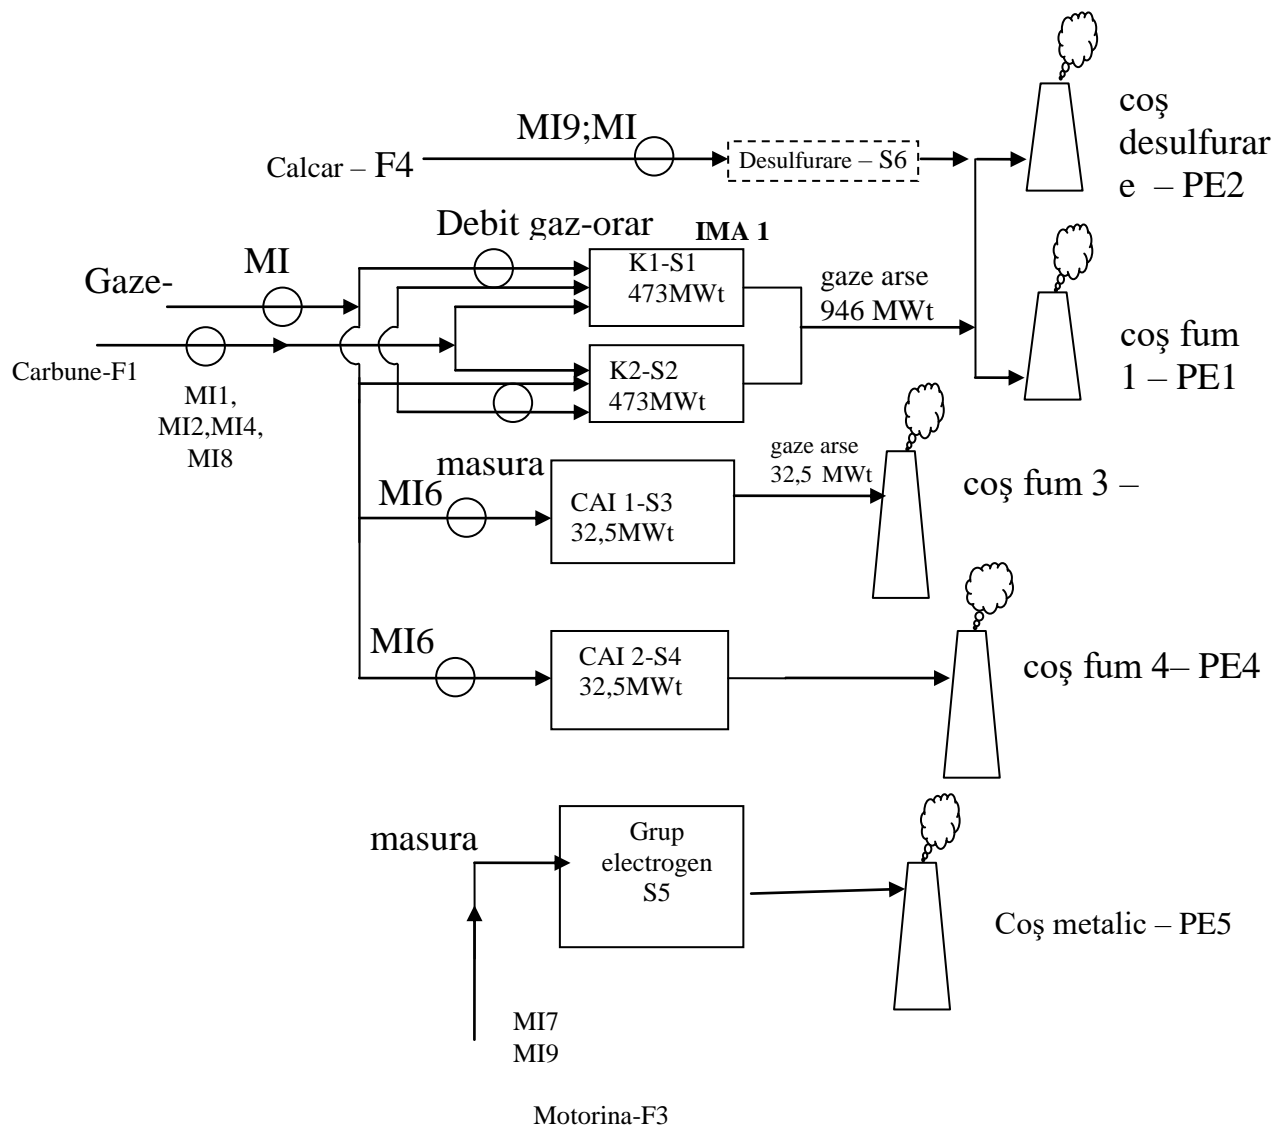 coş
desulfurar
e – PE2
MI9;MI
Calcar – F4
Desulfurare – S6
Debit gaz-orar
IMA 1
MI
Gaze-
K1-S1
473MWt
gaze arse
946 MWt
coş fum
1 – PE1
Carbune-F1
K2-S2
473MWt
MI1,
MI2,MI4,
MI8
masura
MI6
CAI 1-S3
32,5MWt
gaze arse
32,5 MWt
coş fum 3 –
MI6
CAI 2-S4
32,5MWt
coş fum 4– PE4
masura
Grup
electrogen
S5
Coş metalic – PE5
MI7
MI9
Motorina-F3